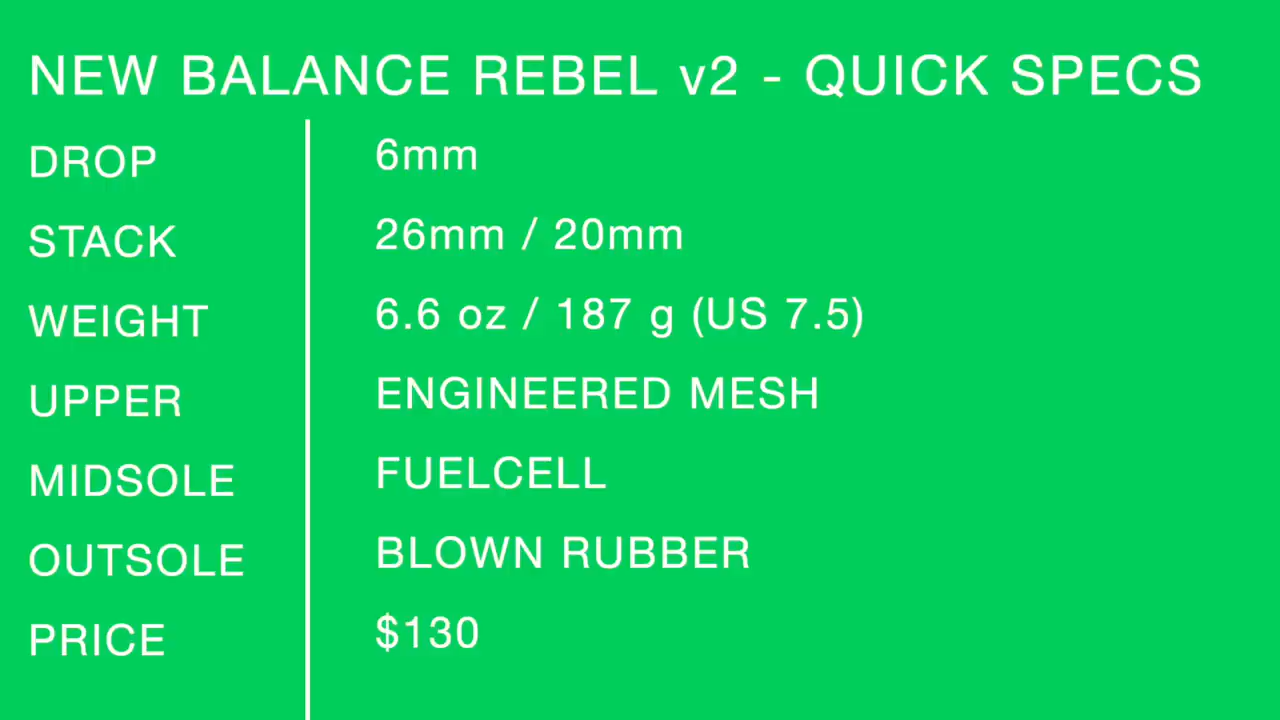 NEW BALANCE REBEL v2 - QUICK SPECS
DROP 6mm
STACK 26mm / 20mm
WEIGHT 6.6 oz / 187 g (US 7.5)
UPPER ENGINEERED MESH
MIDSOLE FUELCELL
OUTSOLE BLOWN RUBBER
PRICE $130